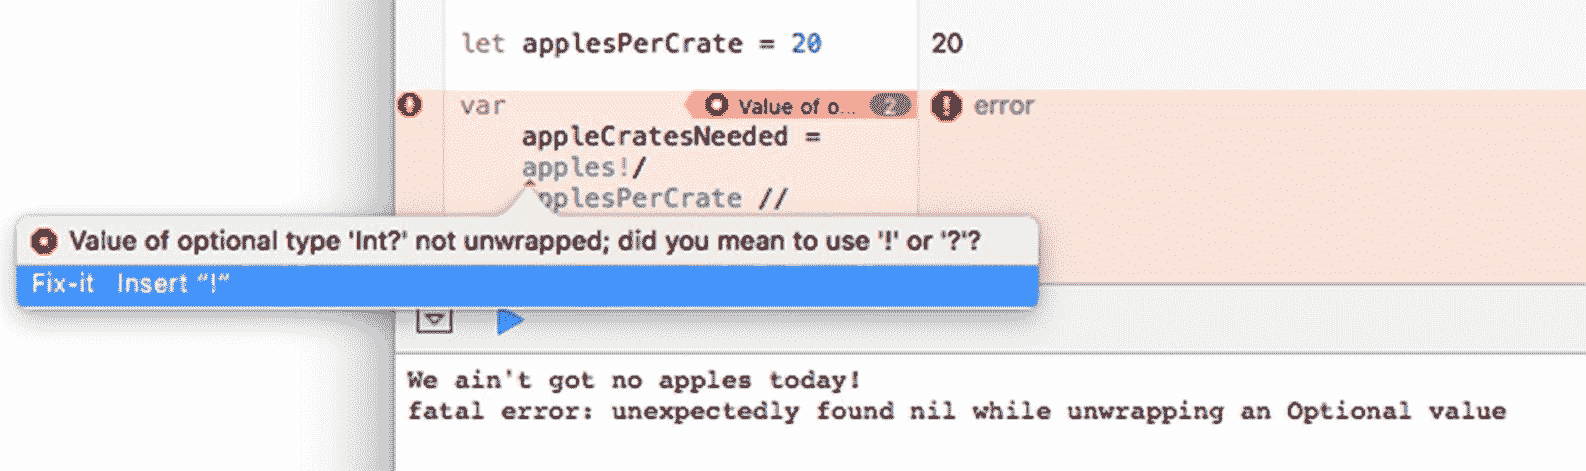 let applesPerCrate = 20 20
var Value of o... 2 error
appleCratesNeeded =
apples!/
applesPerCrate //
Value of optional type 'Int?' not unwrapped; did you mean to use '!' or '?'?
Fix-it Insert “!”
We ain't got no apples today!
fatal error: unexpectedly found nil while unwrapping an Optional value